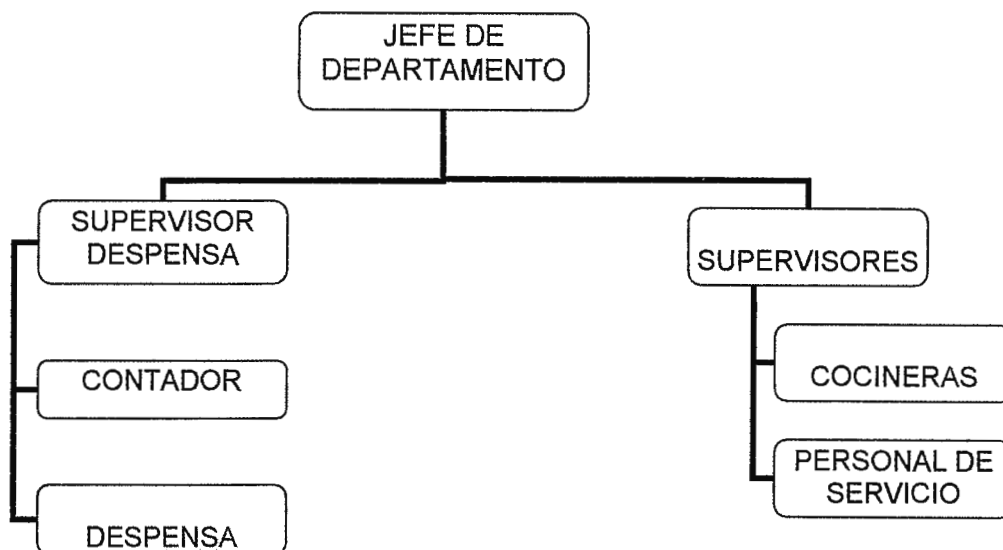 JEFE DE
DEPARTAMENTO
SUPERVISOR
DESPENSA
SUPERVISORES
CONTADOR
COCINERAS
PERSONAL DE
SERVICIO
DESPENSA